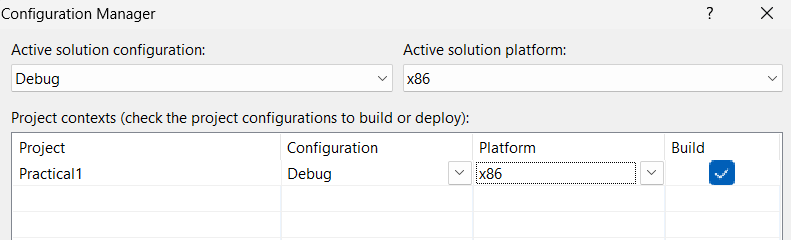 Configuration Manager ?
Active solution configuration: Active solution platform:
Debug x86
Project contexts (check the project configurations to build or deploy):
Project Configuration Platform Build
Practical1 Debug x86